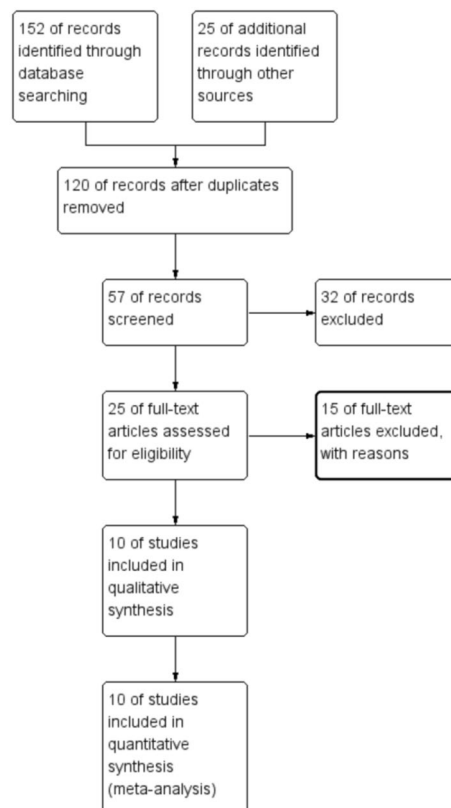 152 of records
identified through
database
searching
25 of additional
records identified
through other
sources
120 of records after duplicates
removed
57 of records
screened
32 of records
excluded
25 of full-text
articles assessed
for eligibility
15 of full-text
articles excluded,
with reasons
10 of studies
included in
qualitative
synthesis
10 of studies
included in
quantitative
synthesis
(meta-analysis)